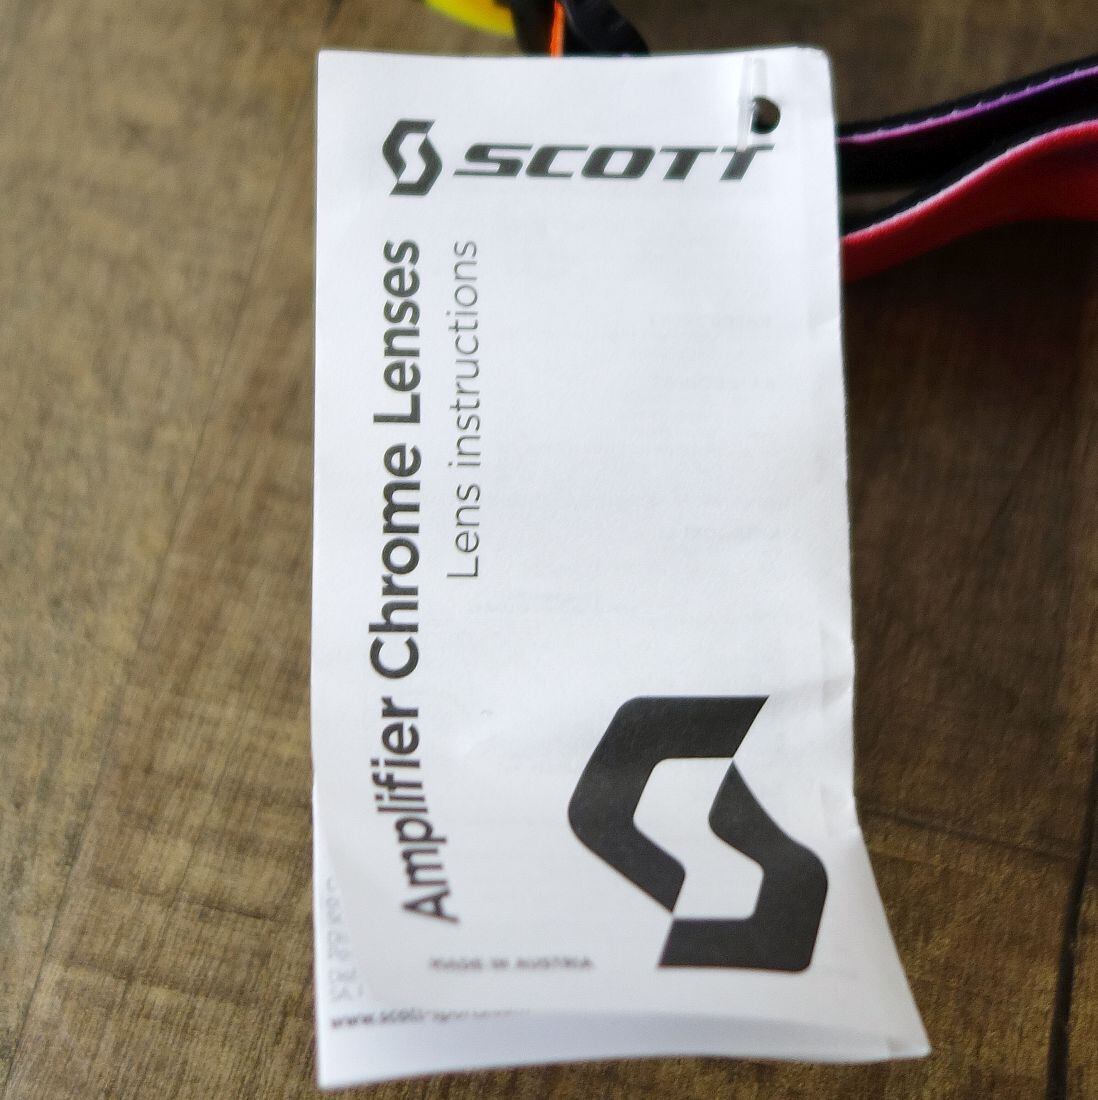 SCOTT
Amplifier Chrome Lenses
Lens instructions
MADE IN AUSTRIA